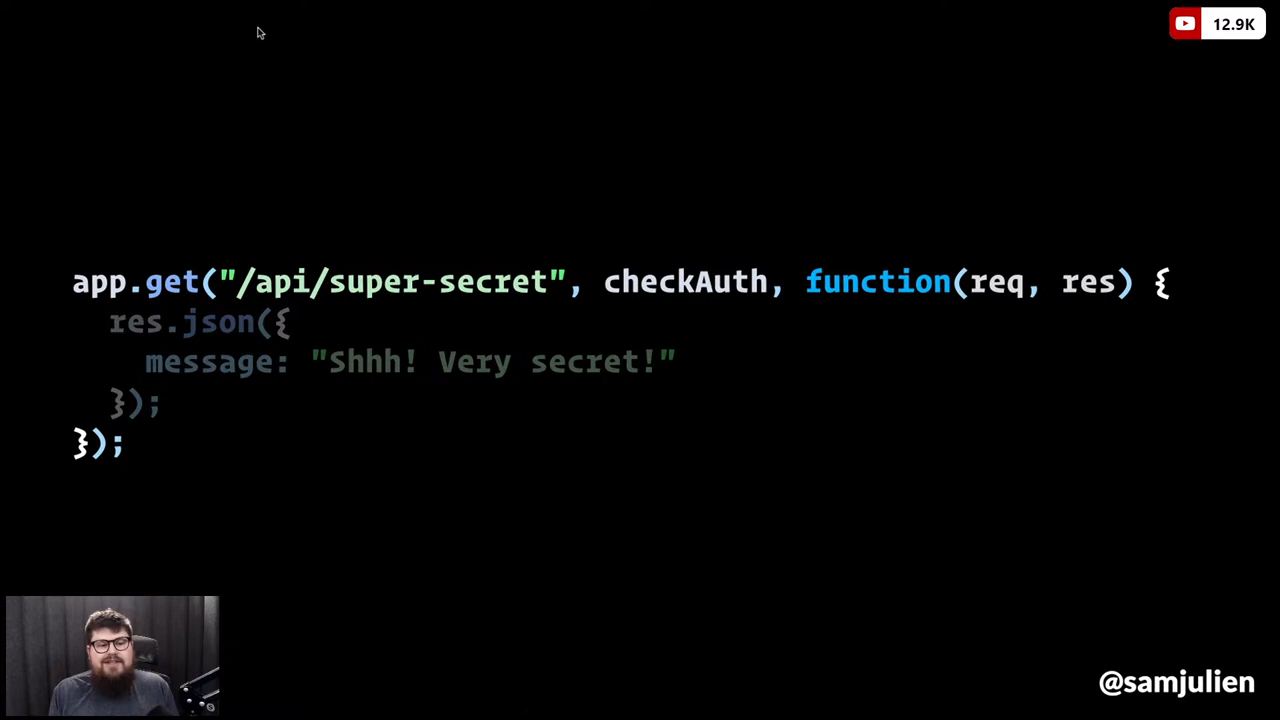 12.9K
app.get("/api/super-secret", checkAuth, function(req, res) {
res.json({
message: "Shhh! Very secret!"
});
});
@samjulien